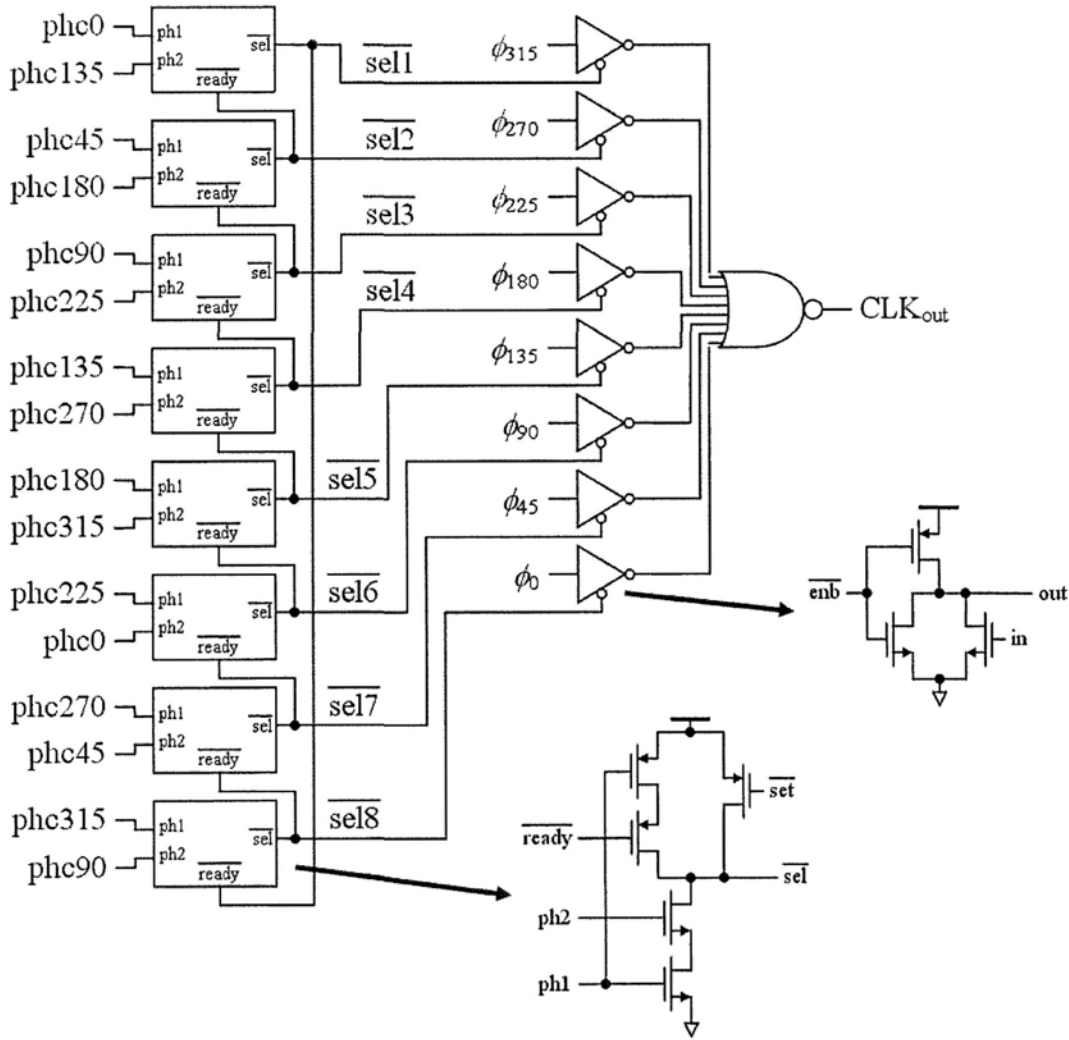 phc0
phc135
ph1
ph2
sel
ready
sel1
phc45
phc180
ph1
ph2
sel
ready
sel2
phc90
phc225
ph1
ph2
sel
ready
sel3
phc135
phc270
ph1
ph2
sel
ready
sel4
phc180
phc315
ph1
ph2
sel
ready
sel5
phc225
phc0
ph1
ph2
sel
ready
sel6
phc270
phc45
ph1
ph2
sel
ready
sel7
phc315
phc90
ph1
ph2
sel
ready
sel8
ϕ315
ϕ270
ϕ225
ϕ180
ϕ135
ϕ90
ϕ45
ϕ0
CLKout
enb
out
in
set
ready
sel
ph2
ph1